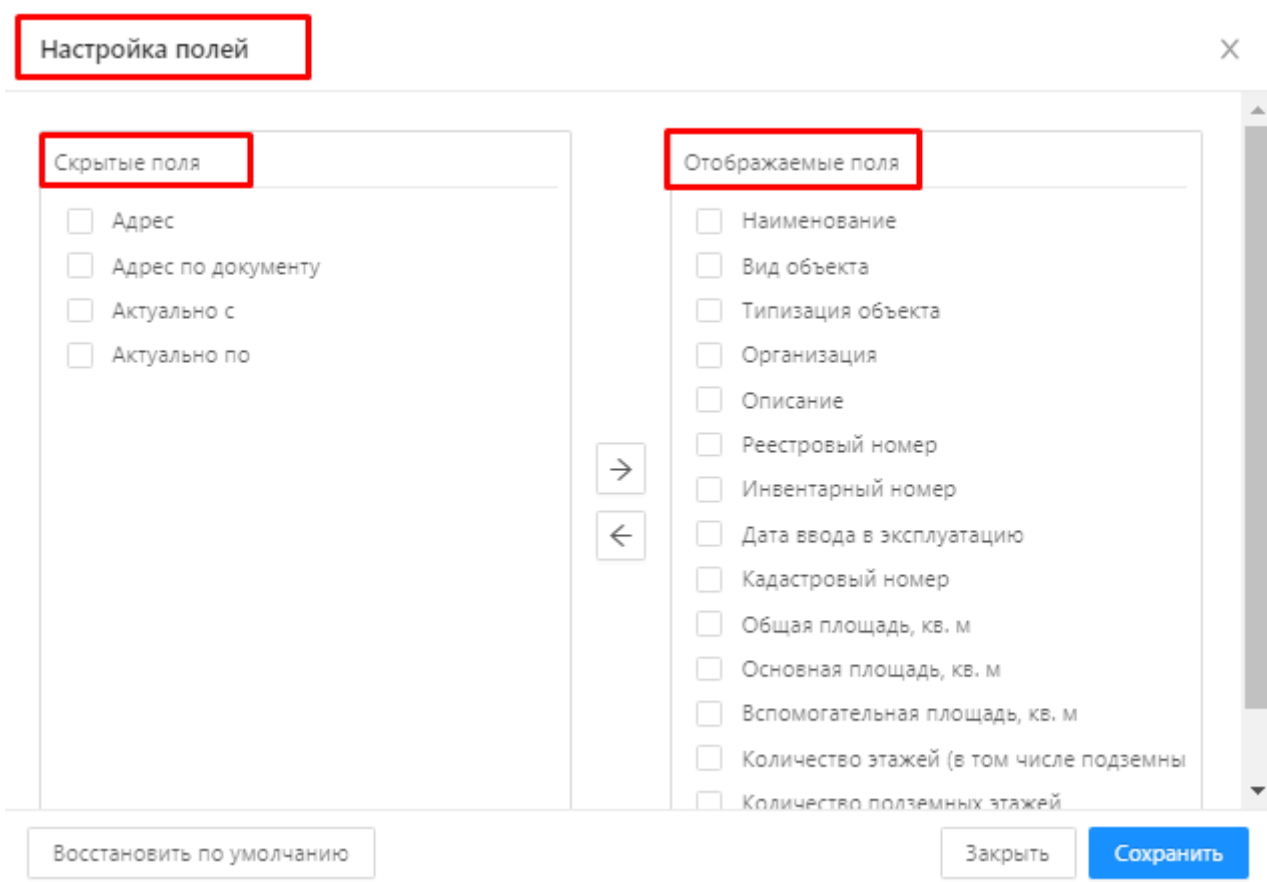 Настройка полей
Скрытые поля
Адрес
Адрес по документу
Актуально с
Актуально по
Отображаемые поля
Наименование
Вид объекта
Типизация объекта
Организация
Описание
Реестровый номер
Инвентарный номер
Дата ввода в эксплуатацию
Кадастровый номер
Общая площадь, кв. м
Основная площадь, кв. м
Вспомогательная площадь, кв. м
Количество этажей (в том числе подземны
Количество подземных этажей
Восстановить по умолчанию
Закрыть
Сохранить